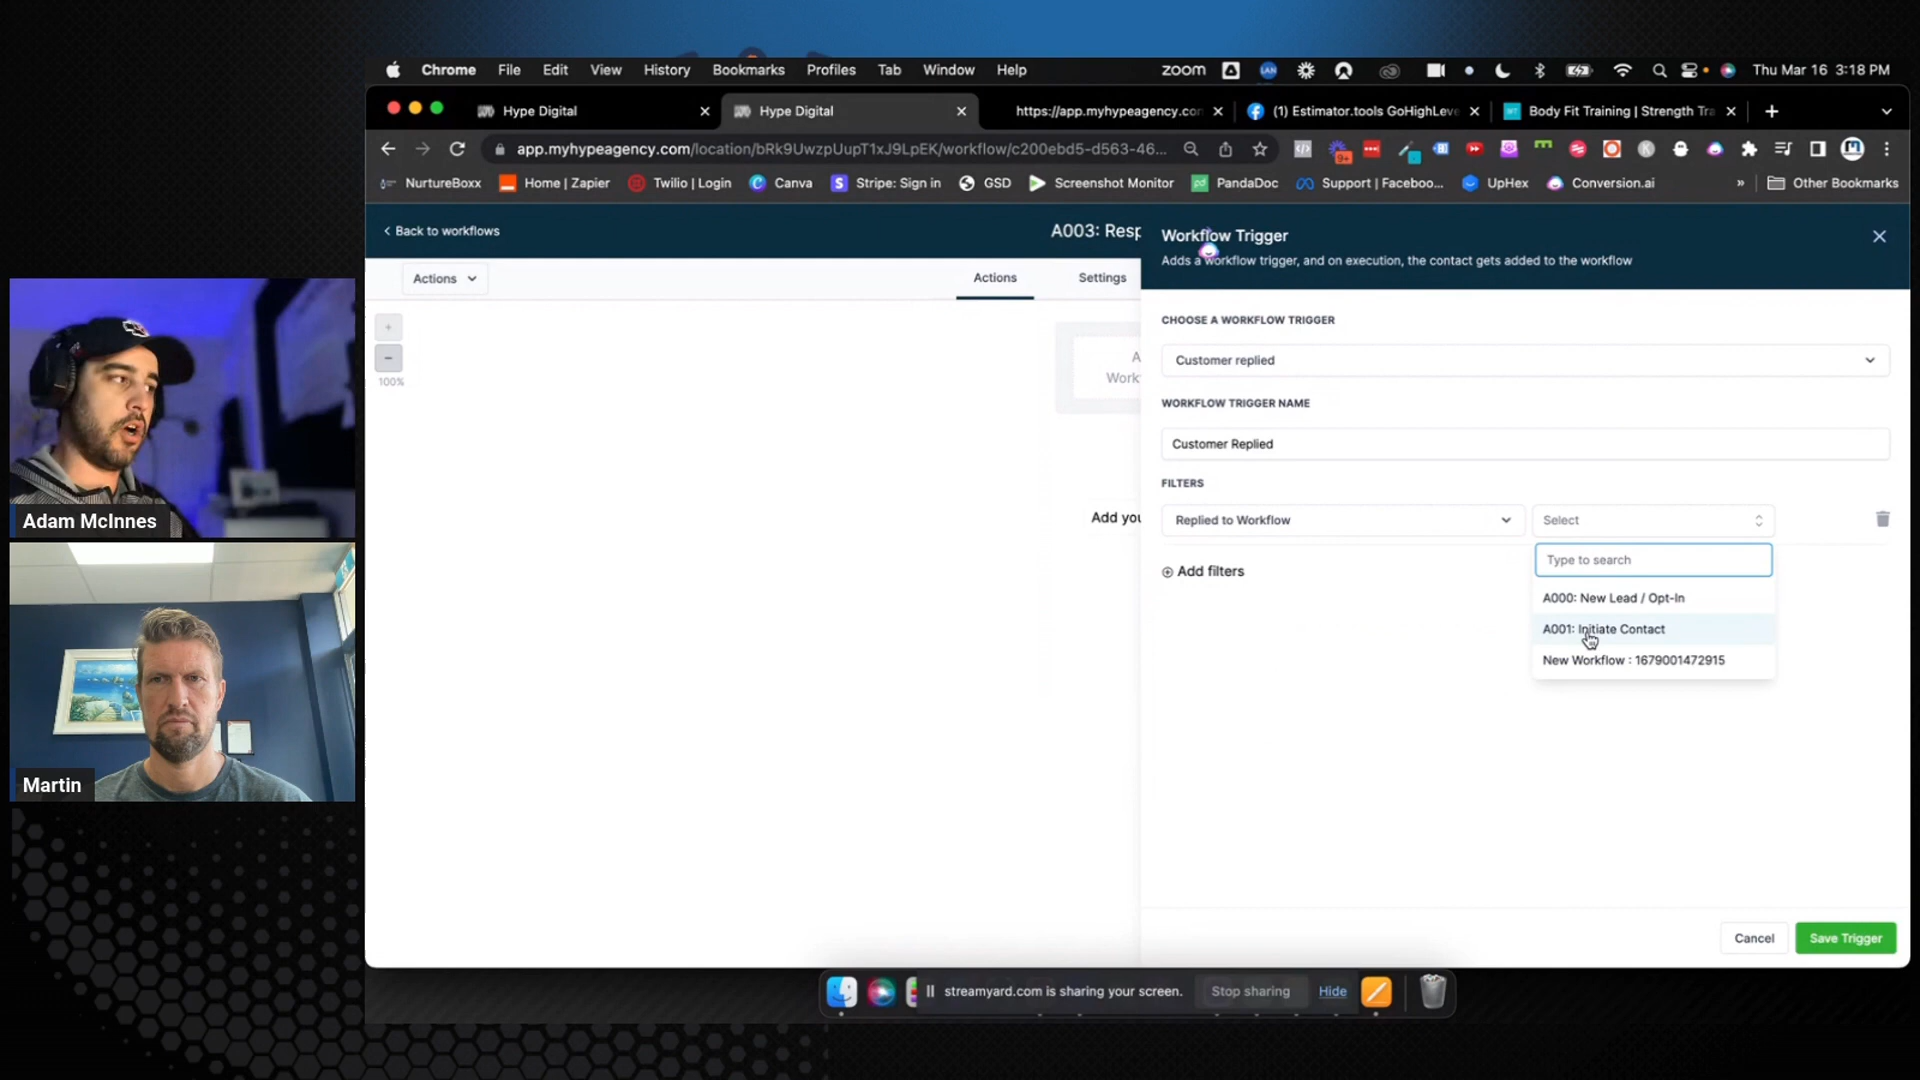 Chrome File Edit View History Bookmarks Profiles Tab Window Help
zoom LAN Thu Mar 16 3:18 PM
Hype Digital
Hype Digital
https://app.myhypeagency.con
(1) Estimator.tools GoHighLeve
Body Fit Training | Strength Tra
app.myhypeagency.com/location/bRk9UwzpUupT1xJ9LpEK/workflow/c200ebd5-d563-46...
9+
NurtureBoxx Home | Zapier Twilio | Login Canva Stripe: Sign in GSD Screenshot Monitor PandaDoc Support | Faceboo... UpHex Conversion.ai » Other Bookmarks
Back to workflows
A003: Resp
Workflow Trigger
Adds a workflow trigger, and on execution, the contact gets added to the workflow
Actions
Actions Settings
+
−
100%
A
Work
Add you
CHOOSE A WORKFLOW TRIGGER
Customer replied
WORKFLOW TRIGGER NAME
Customer Replied
FILTERS
Replied to Workflow
Select
Type to search
Add filters
A000: New Lead / Opt-In
A001: Initiate Contact
New Workflow : 1679001472915
Cancel
Save Trigger
Adam McInnes
Martin
streamyard.com is sharing your screen. Stop sharing Hide